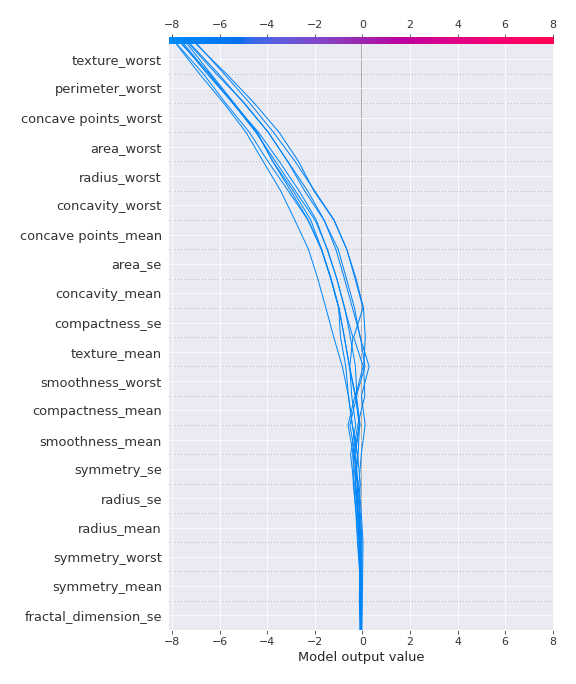 −8 −6 −4 −2 0 2 4 6 8
texture_worst
perimeter_worst
concave points_worst
area_worst
radius_worst
concavity_worst
concave points_mean
area_se
concavity_mean
compactness_se
texture_mean
smoothness_worst
compactness_mean
smoothness_mean
symmetry_se
radius_se
radius_mean
symmetry_worst
symmetry_mean
fractal_dimension_se
−8 −6 −4 −2 0 2 4 6 8
Model output value